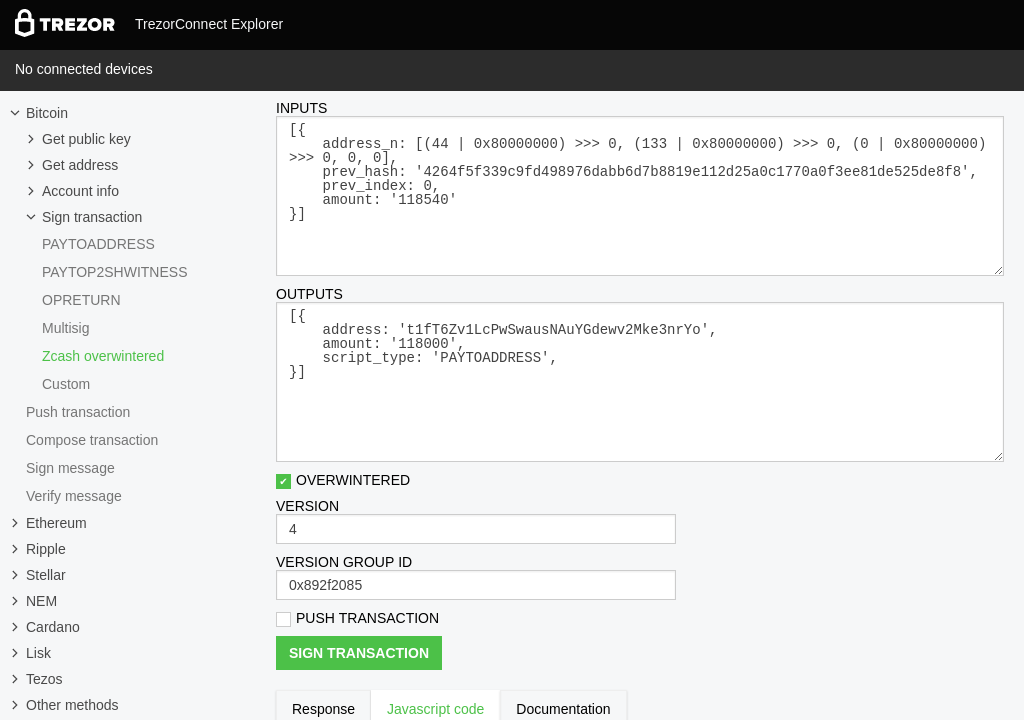 TREZOR TrezorConnect Explorer
No connected devices
Bitcoin
Get public key
Get address
Account info
Sign transaction
PAYTOADDRESS
PAYTOP2SHWITNESS
OPRETURN
Multisig
Zcash overwintered
Custom
Push transaction
Compose transaction
Sign message
Verify message
Ethereum
Ripple
Stellar
NEM
Cardano
Lisk
Tezos
Other methods
INPUTS
[{
address_n: [(44 | 0x80000000) >>> 0, (133 | 0x80000000) >>> 0, (0 | 0x80000000)
>>> 0, 0, 0],
prev_hash: '4264f5f339c9fd498976dabb6d7b8819e112d25a0c1770a0f3ee81de525de8f8',
prev_index: 0,
amount: '118540'
}]
OUTPUTS
[{
address: 't1fT6Zv1LcPwSwausNAuYGdewv2Mke3nrYo',
amount: '118000',
script_type: 'PAYTOADDRESS',
}]
OVERWINTERED
VERSION
4
VERSION GROUP ID
0x892f2085
PUSH TRANSACTION
SIGN TRANSACTION
Response Javascript code Documentation